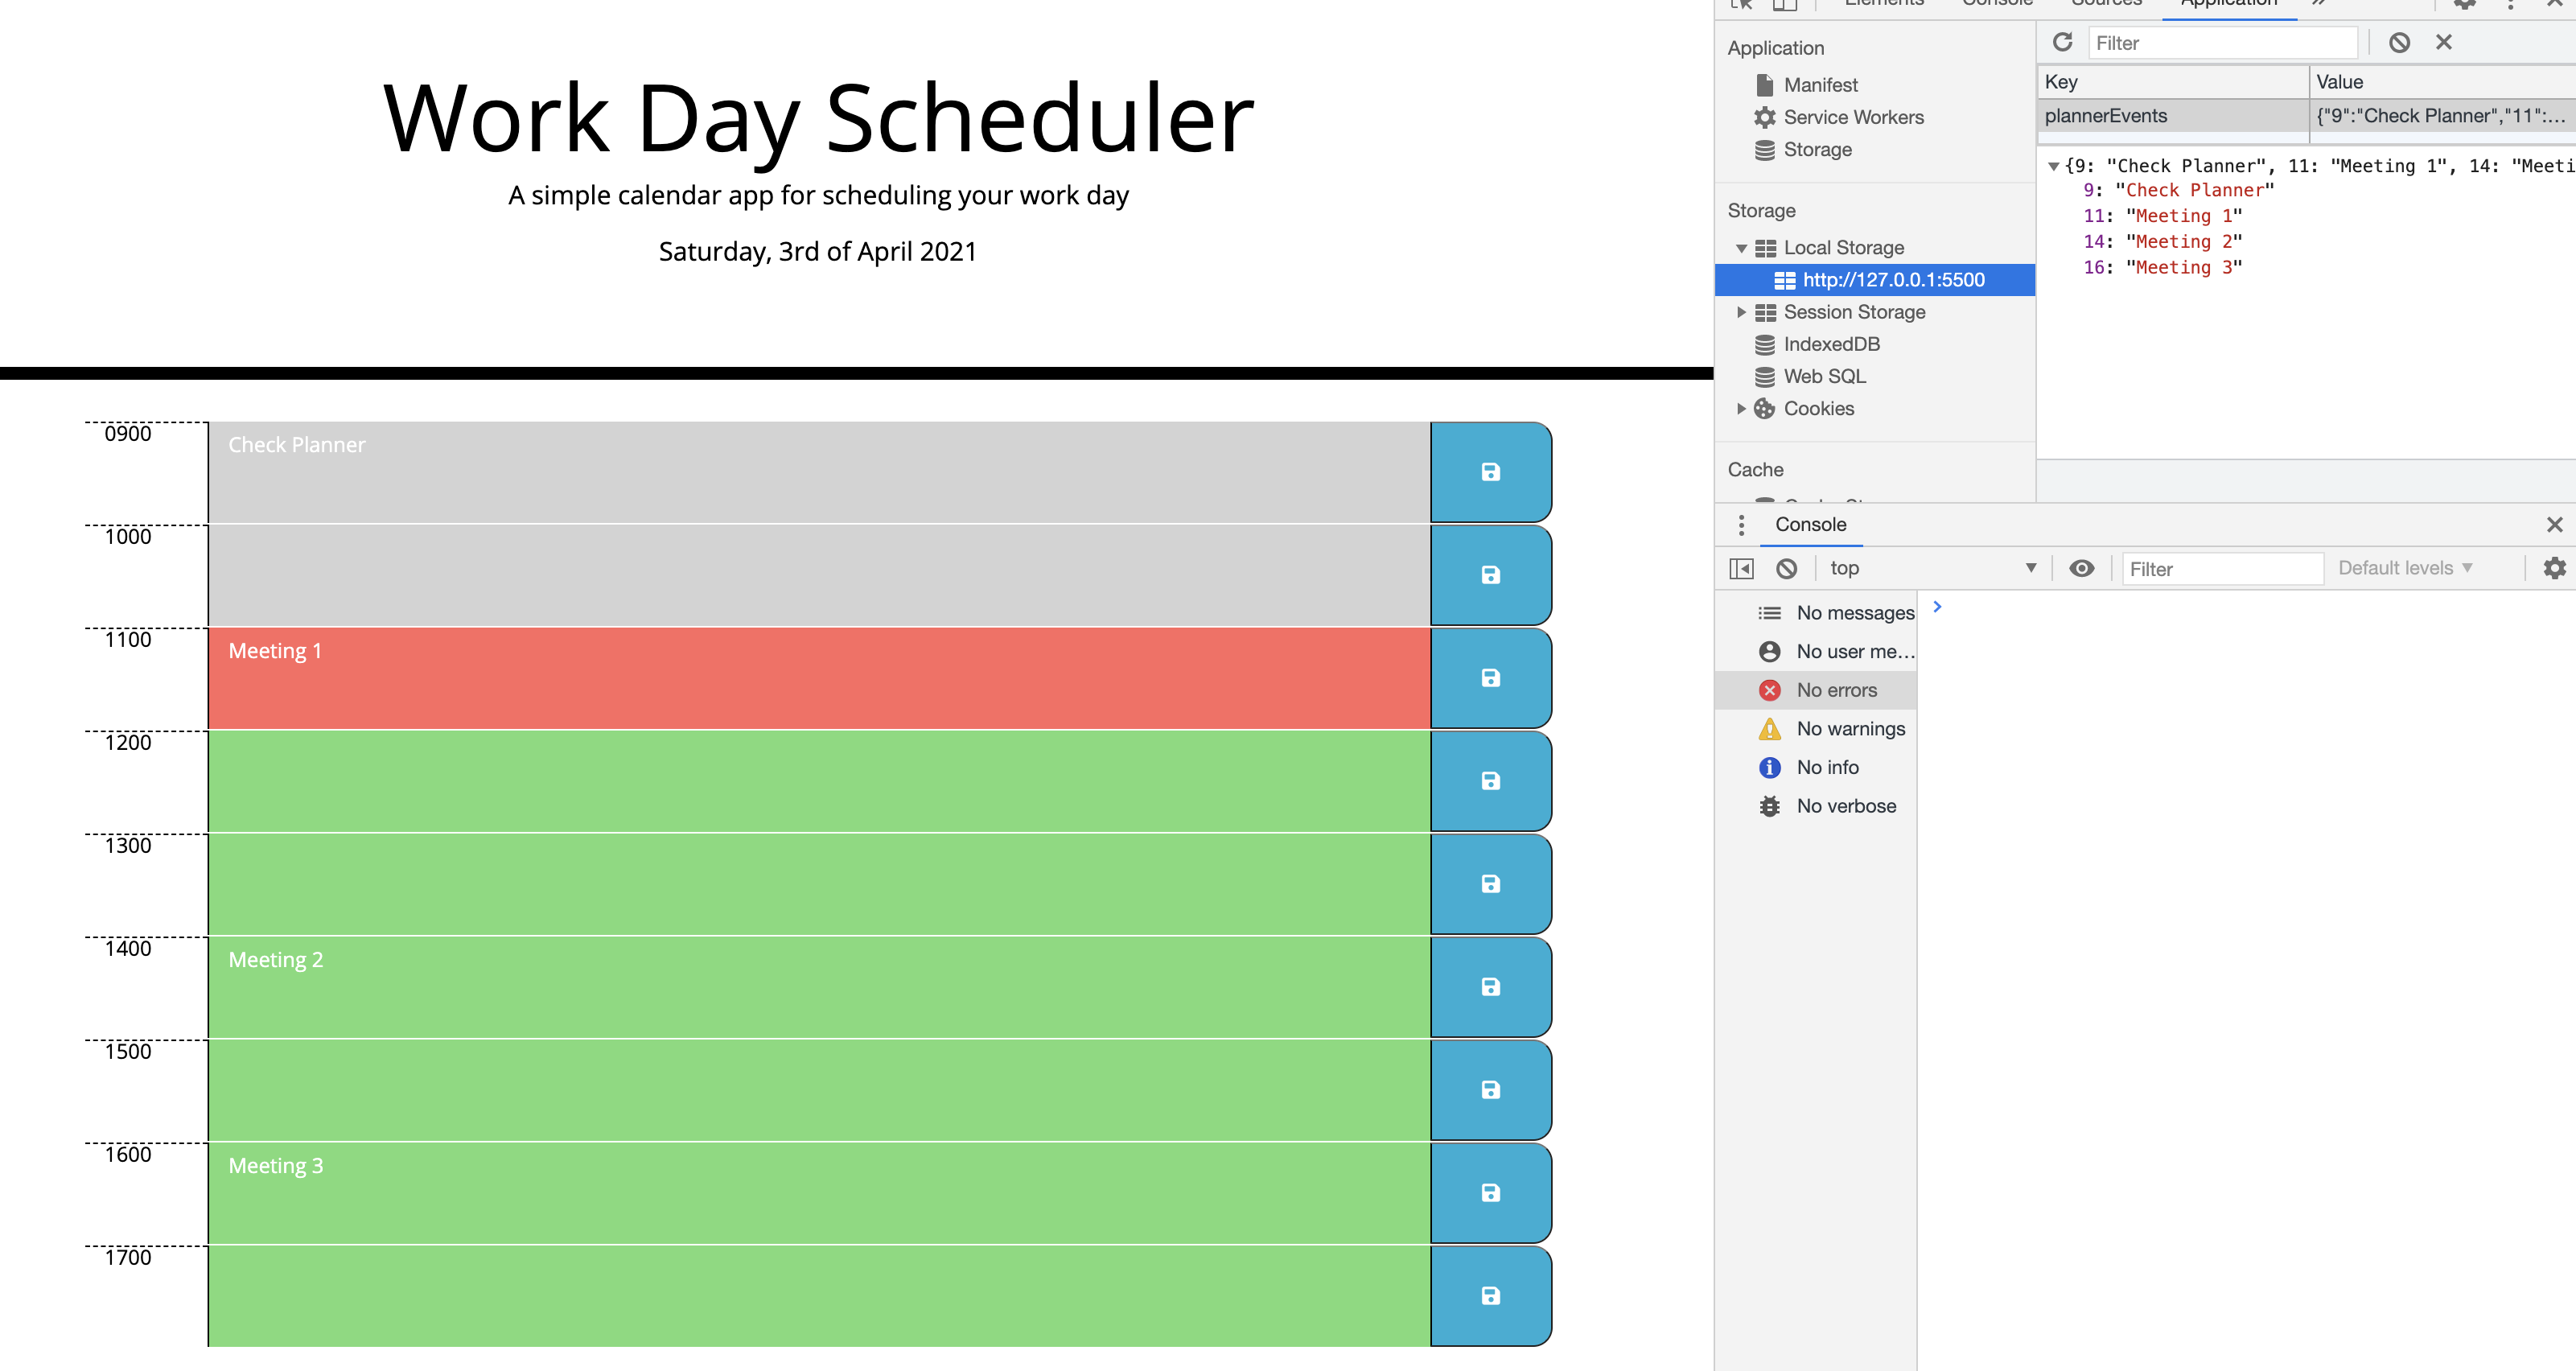 Work Day Scheduler
A simple calendar app for scheduling your work day
Saturday, 3rd of April 2021
0900 Check Planner
1000
1100 Meeting 1
1200
1300
1400 Meeting 2
1500
1600 Meeting 3
1700
Elements Console Sources Application »
Application
Manifest
Service Workers
Storage
Storage
Local Storage
http://127.0.0.1:5500
Session Storage
IndexedDB
Web SQL
Cookies
Cache
Filter
Key Value
plannerEvents {"9":"Check Planner","11":…
{9: "Check Planner", 11: "Meeting 1", 14: "Meeti
9: "Check Planner"
11: "Meeting 1"
14: "Meeting 2"
16: "Meeting 3"
Console
top Filter Default levels
No messages
No user me…
No errors
No warnings
No info
No verbose